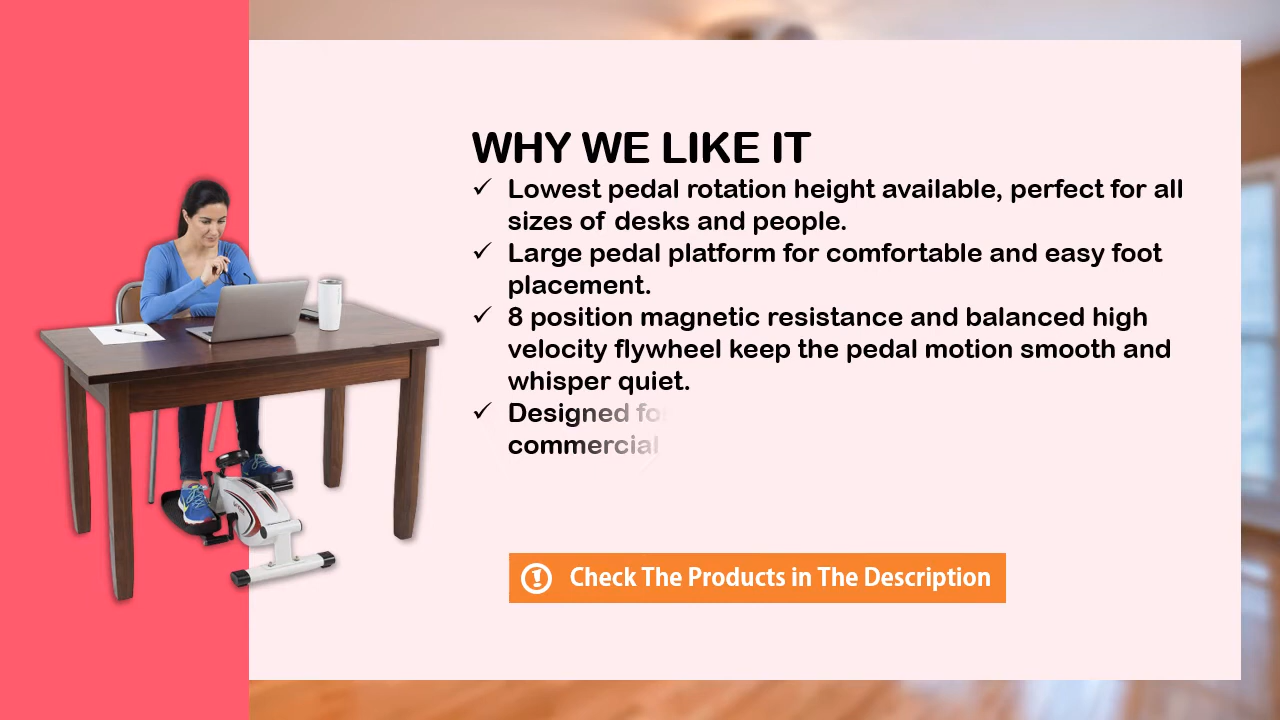 WHY WE LIKE IT
✓ Lowest pedal rotation height available, perfect for all
sizes of desks and people.
✓ Large pedal platform for comfortable and easy foot
placement.
✓ 8 position magnetic resistance and balanced high
velocity flywheel keep the pedal motion smooth and
whisper quiet.
✓ Designed for
commercial
Check The Products in The Description